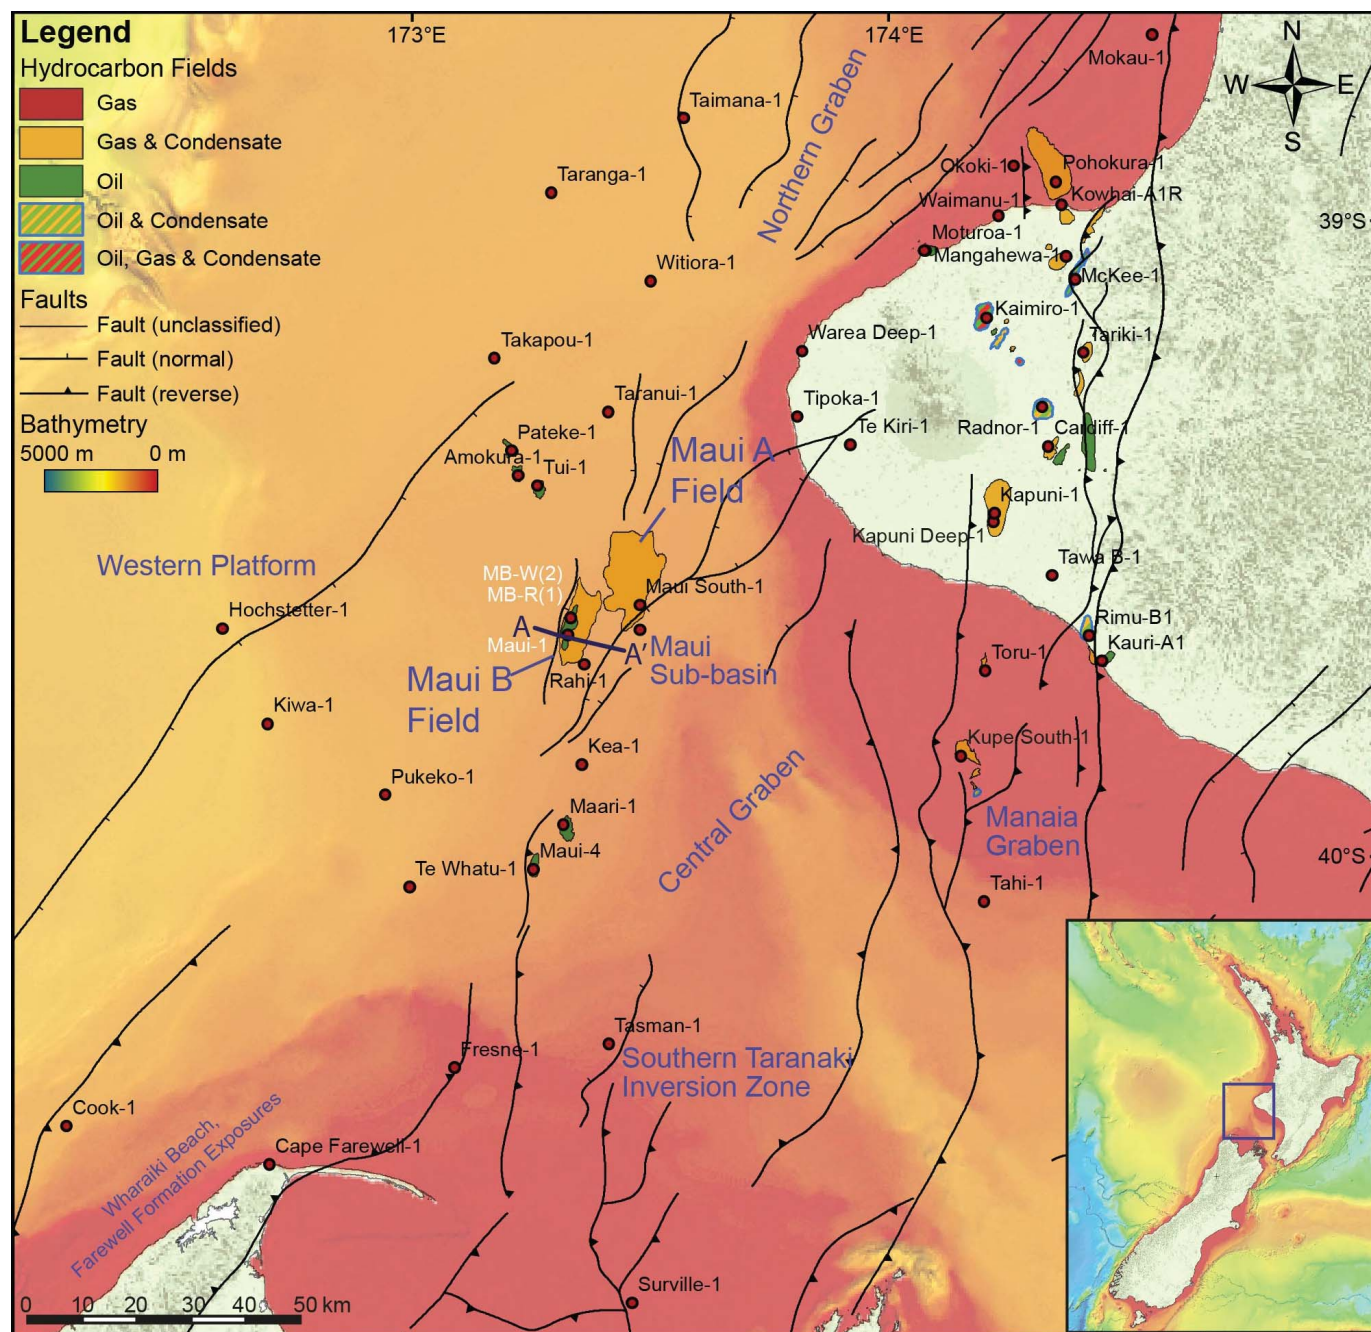 Legend
Hydrocarbon Fields
Gas
Gas & Condensate
Oil
Oil & Condensate
Oil, Gas & Condensate
Faults
Fault (unclassified)
Fault (normal)
Fault (reverse)
Bathymetry
5000 m
0 m
173°E
174°E
N
W
E
S
39°S
40°S
Mokau-1
Taimana-1
Northern Graben
Taranga-1
Okoki-1
Pohokura-1
Waimanu-1
Kowhai-A1R
Moturoa-1
Mangahewa-1
McKee-1
Witiora-1
Kaimiro-1
Takapou-1
Warea Deep-1
Tariki-1
Taranui-1
Tipoka-1
Te Kiri-1
Radnor-1
Cardiff-1
Pateke-1
Amokura-1
Tui-1
Maui A
Field
Kapuni-1
Kapuni Deep-1
Western Platform
MB-W(2)
MB-R(1)
Maui South-1
Tawa B-1
Hochstetter-1
A
Maui-1
A'
Maui
Sub-basin
Rimu-B1
Kauri-A1
Toru-1
Rahi-1
Maui B
Field
Kiwa-1
Kea-1
Kupe South-1
Pukeko-1
Central Graben
Maari-1
Manaia
Graben
Maui-4
Te Whatu-1
Tahi-1
Tasman-1
Fresne-1
Southern Taranaki
Inversion Zone
Cook-1
Wharaiki Beach,
Farewell Formation Exposures
Cape Farewell-1
Surville-1
0 10 20 30 40 50 km